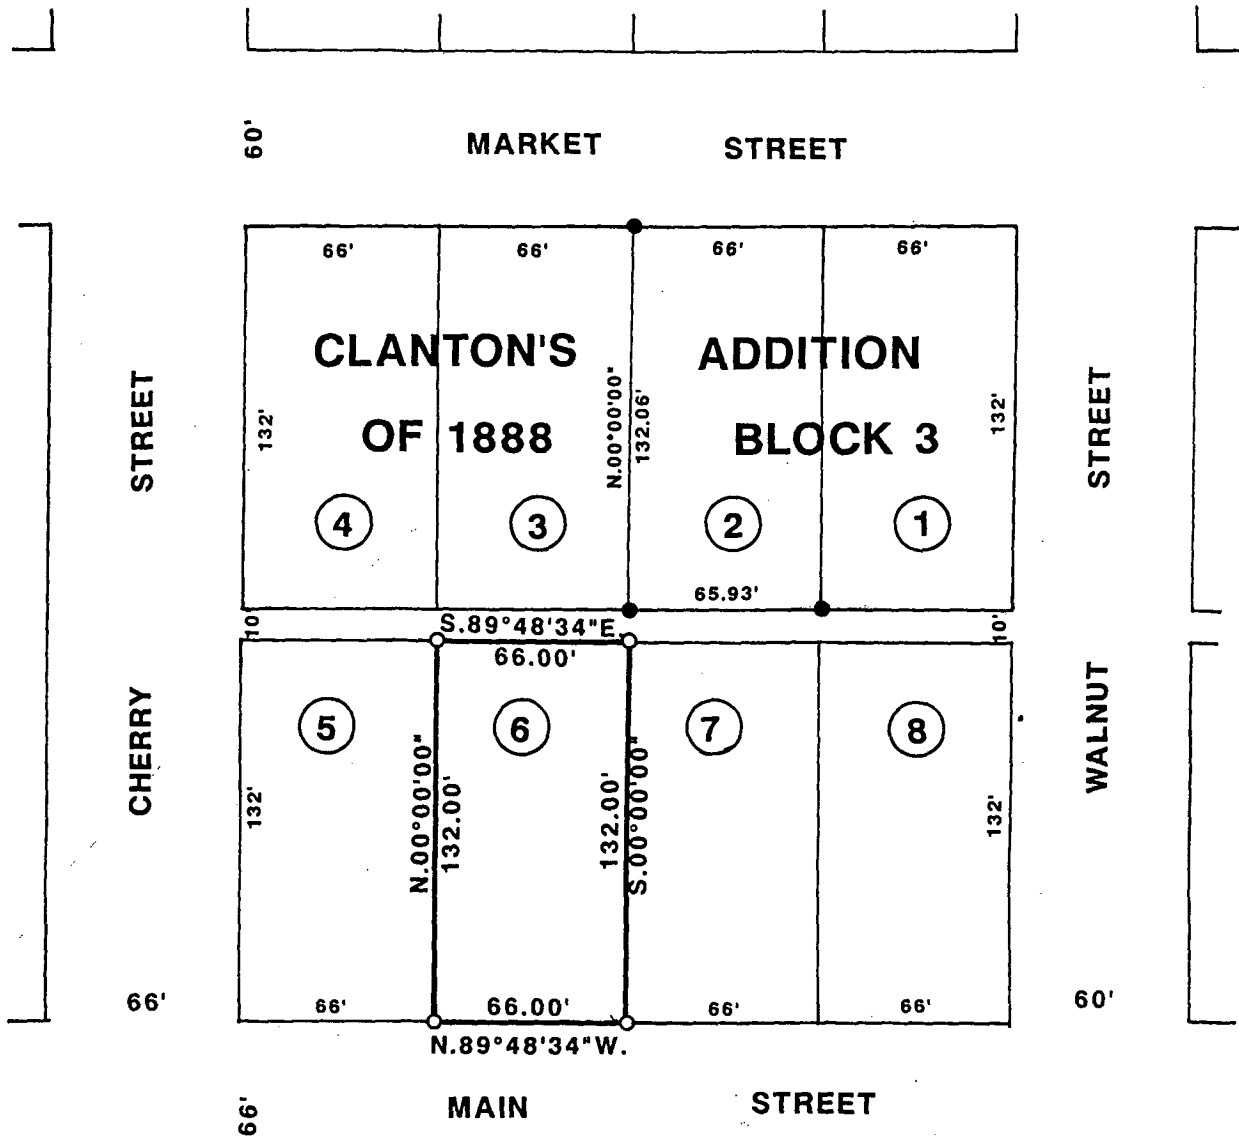 60'
MARKET STREET
66' 66' 66' 66'
CLANTON'S ADDITION
OF 1888 BLOCK 3
132'
N.00°00'00"
132.06'
132'
STREET
STREET
4 3 2 1
65.93'
10'
S.89°48'34"E.
10'
66.00'
5 6 7 8
CHERRY
WALNUT
132'
N.00°00'00"
132.00'
132.00'
S.00°00'00"
132'
66' 66' 66.00' 66' 66' 60'
N.89°48'34"W.
66'
MAIN STREET